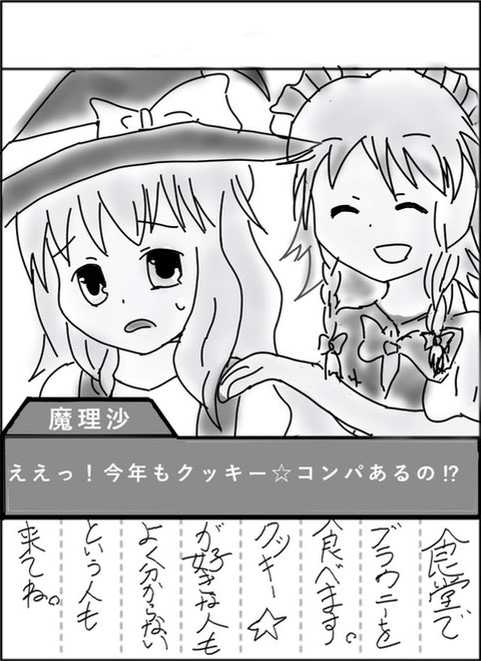 魔理沙
ええっ！今年もクッキー☆コンパあるの!?
食堂で
ブラウニーを
食べます。
クッキー☆
が好きな人も
よく分からない
という人も
来てね。